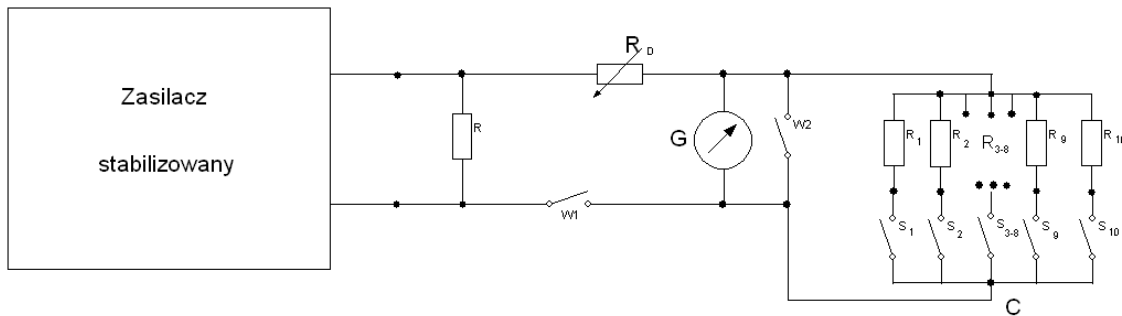 Zasilacz
stabilizowany
R
R D
W1
G
W2
R 1
R 2
R 3-8
R 9
R 10
S 1
S 2
S 3-8
S 9
S 10
C